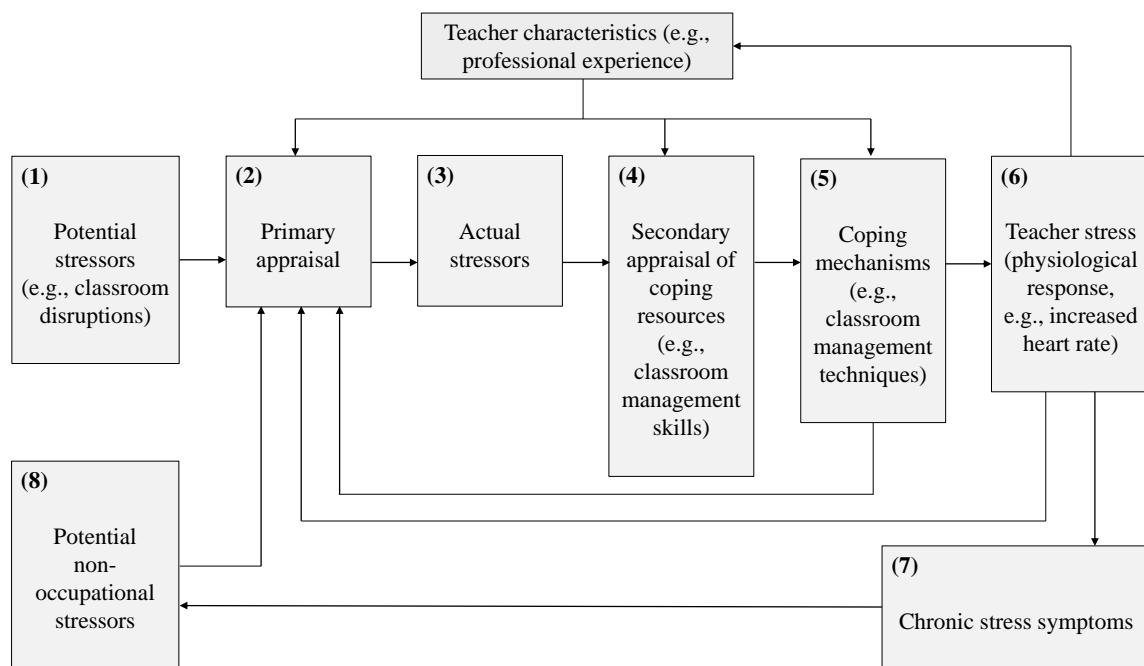 Teacher characteristics (e.g.,
professional experience)
(1)
Potential
stressors
(e.g., classroom
disruptions)
(2)
Primary
appraisal
(3)
Actual
stressors
(4)
Secondary
appraisal of
coping
resources
(e.g.,
classroom
management
skills)
(5)
Coping
mechanisms
(e.g.,
classroom
management
techniques)
(6)
Teacher stress
(physiological
response,
e.g., increased
heart rate)
(8)
Potential
non-
occupational
stressors
(7)
Chronic stress symptoms